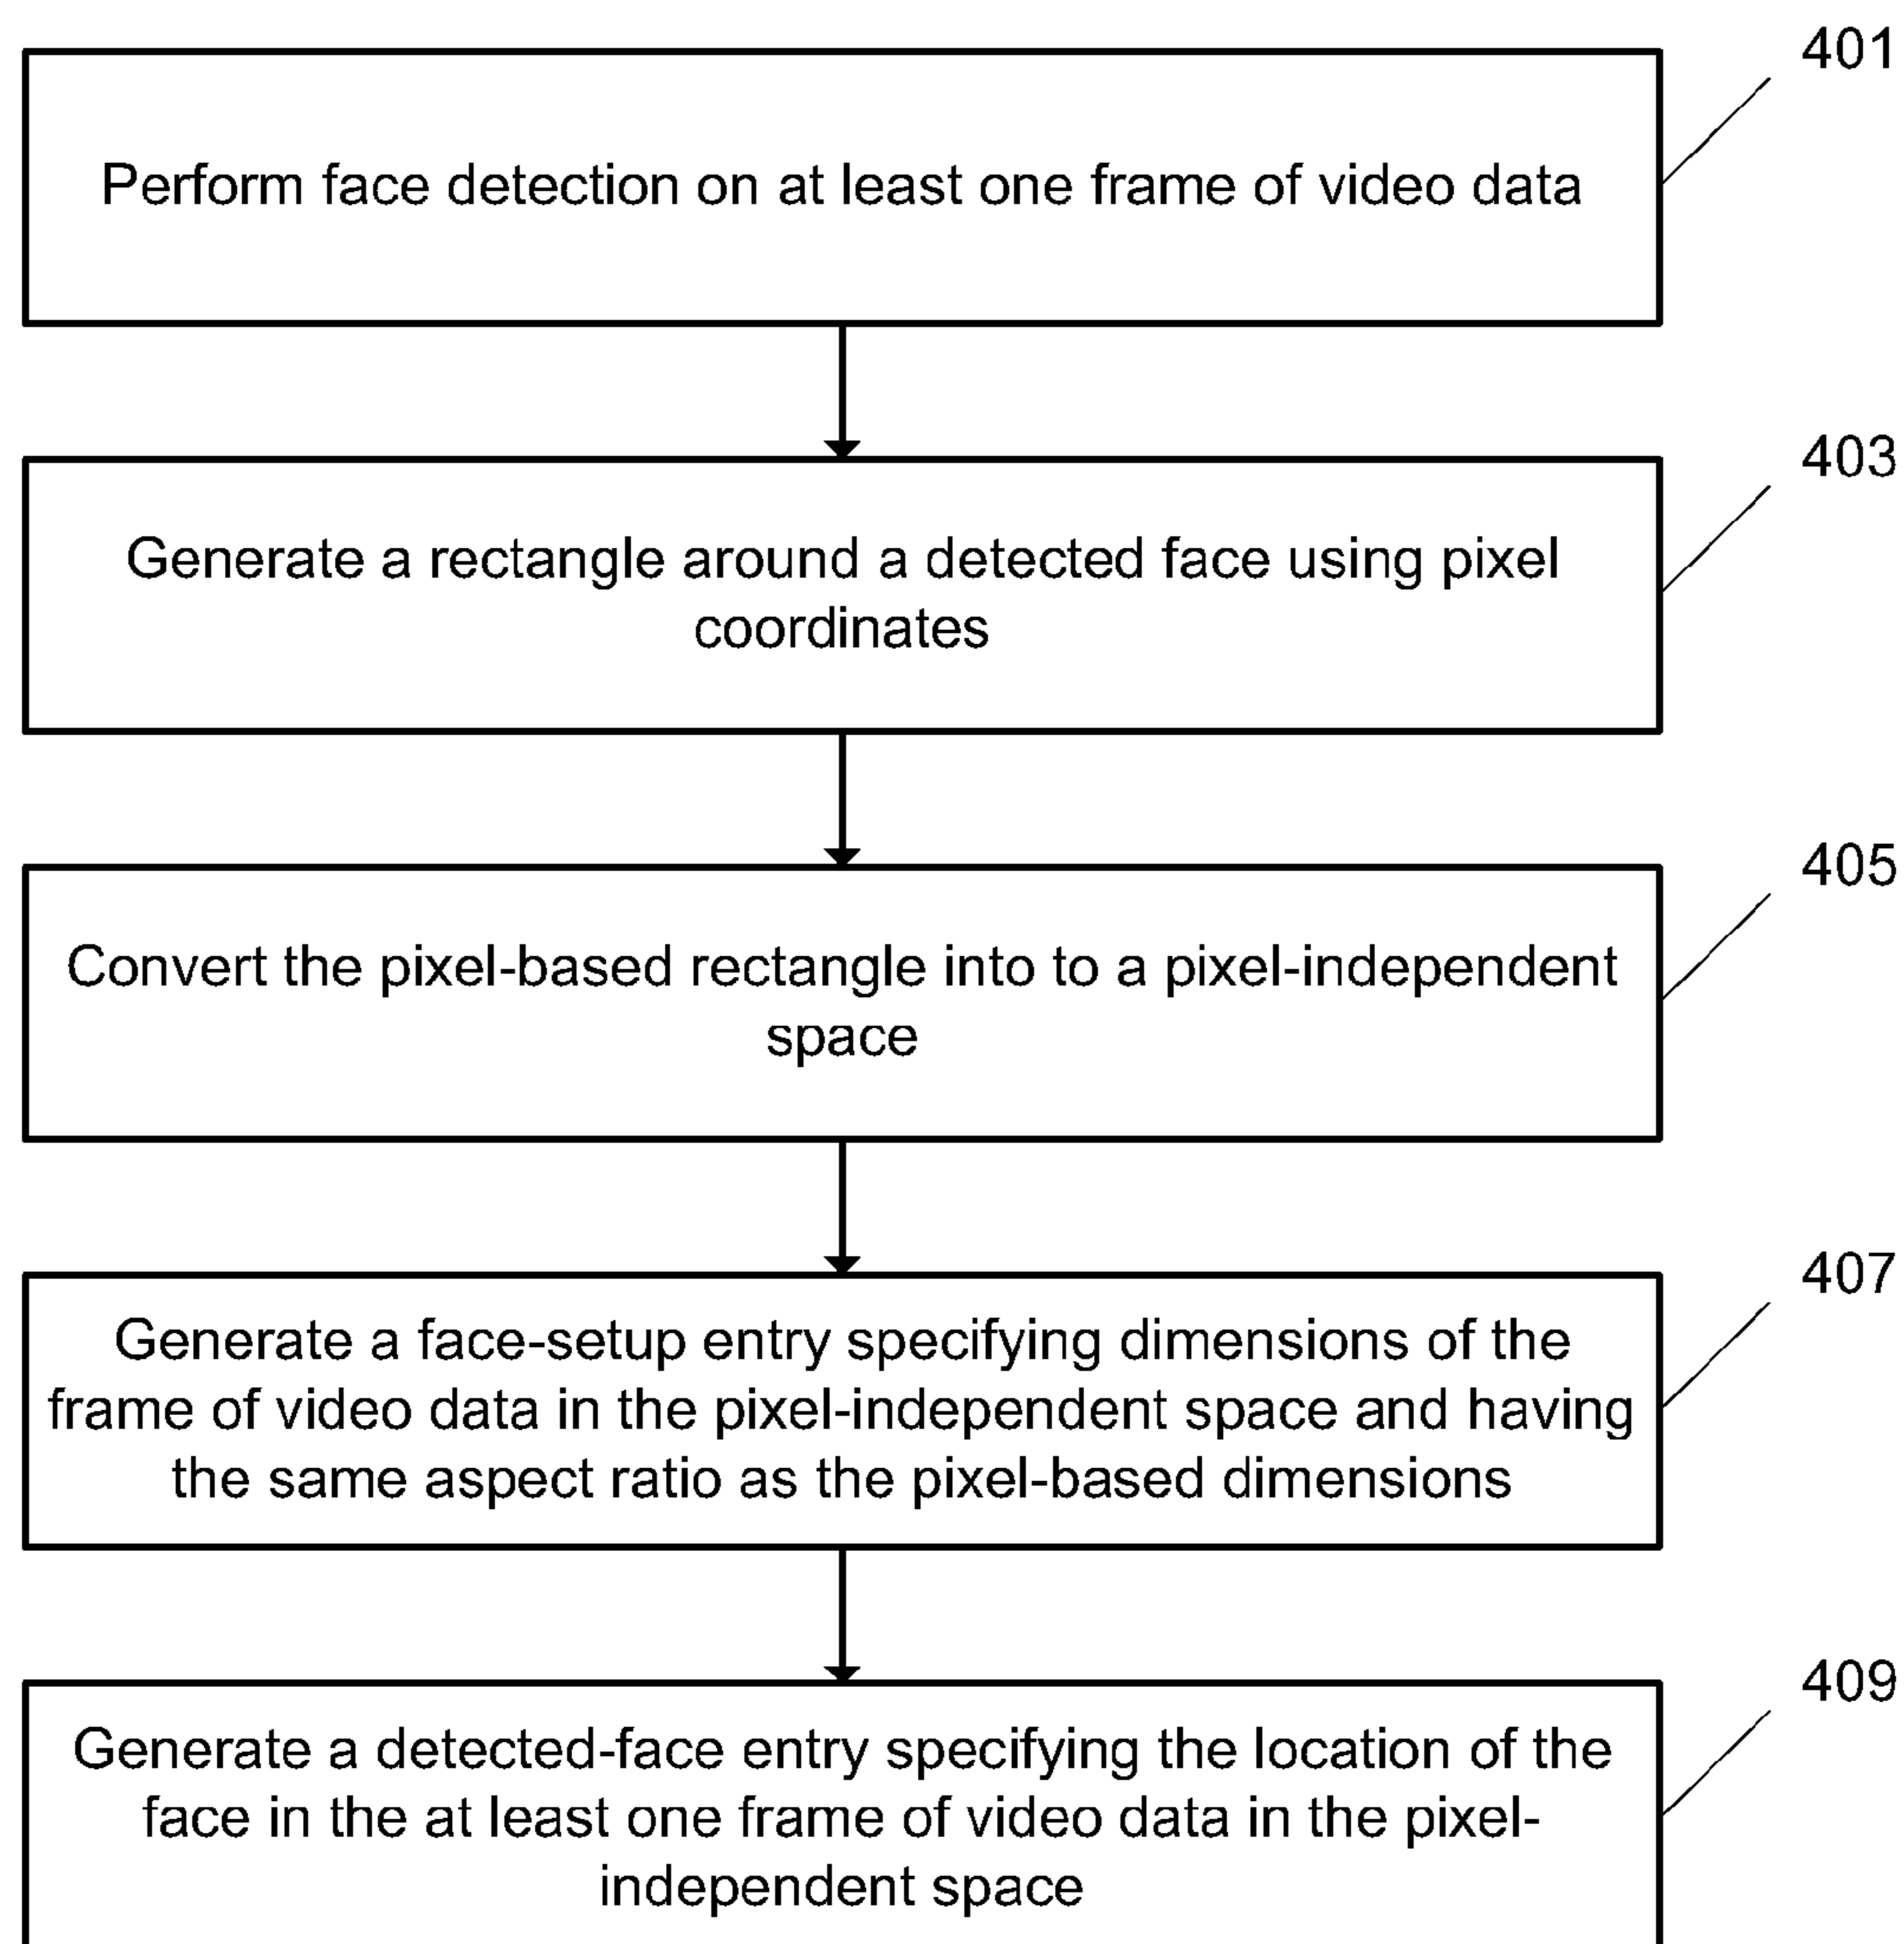 401
Perform face detection on at least one frame of video data
403
Generate a rectangle around a detected face using pixel
coordinates
405
Convert the pixel-based rectangle into to a pixel-independent
space
407
Generate a face-setup entry specifying dimensions of the
frame of video data in the pixel-independent space and having
the same aspect ratio as the pixel-based dimensions
409
Generate a detected-face entry specifying the location of the
face in the at least one frame of video data in the pixel-
independent space